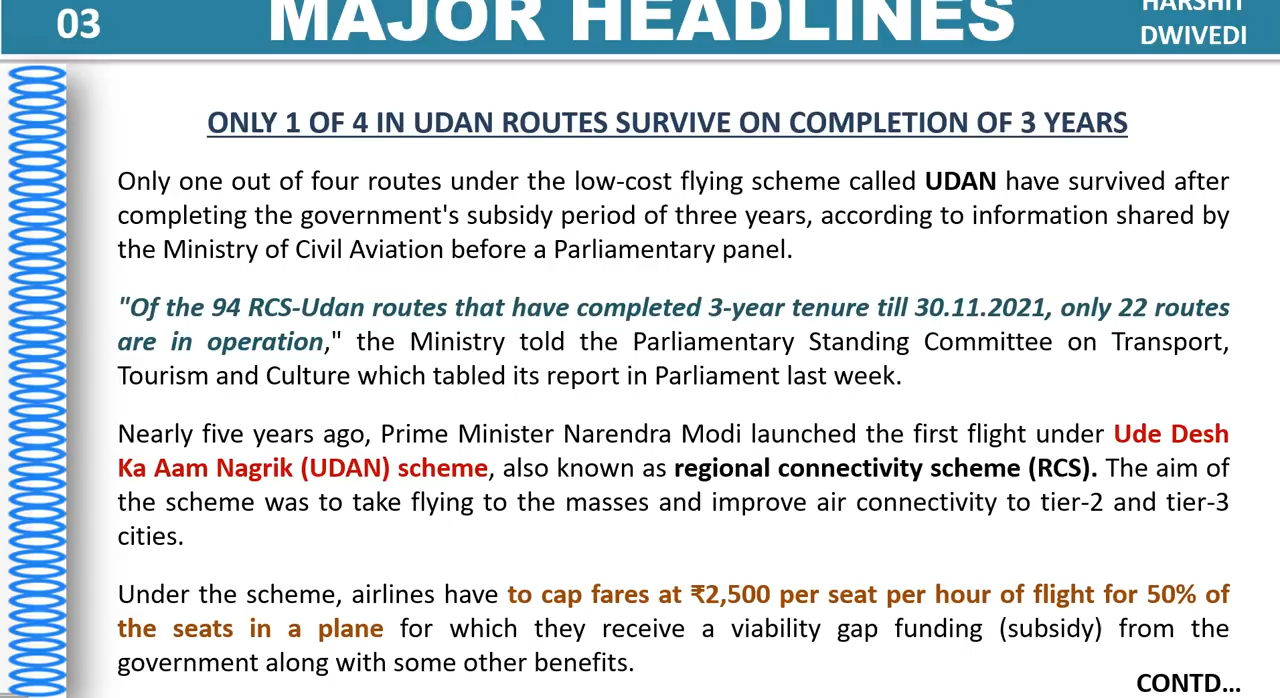 03
MAJOR HEADLINES
HARSHIT
DWIVEDI
ONLY 1 OF 4 IN UDAN ROUTES SURVIVE ON COMPLETION OF 3 YEARS
Only one out of four routes under the low-cost flying scheme called UDAN have survived after
completing the government's subsidy period of three years, according to information shared by
the Ministry of Civil Aviation before a Parliamentary panel.
"Of the 94 RCS-Udan routes that have completed 3-year tenure till 30.11.2021, only 22 routes
are in operation," the Ministry told the Parliamentary Standing Committee on Transport,
Tourism and Culture which tabled its report in Parliament last week.
Nearly five years ago, Prime Minister Narendra Modi launched the first flight under Ude Desh
Ka Aam Nagrik (UDAN) scheme, also known as regional connectivity scheme (RCS). The aim of
the scheme was to take flying to the masses and improve air connectivity to tier-2 and tier-3
cities.
Under the scheme, airlines have to cap fares at ₹2,500 per seat per hour of flight for 50% of
the seats in a plane for which they receive a viability gap funding (subsidy) from the
government along with some other benefits.
CONTD...